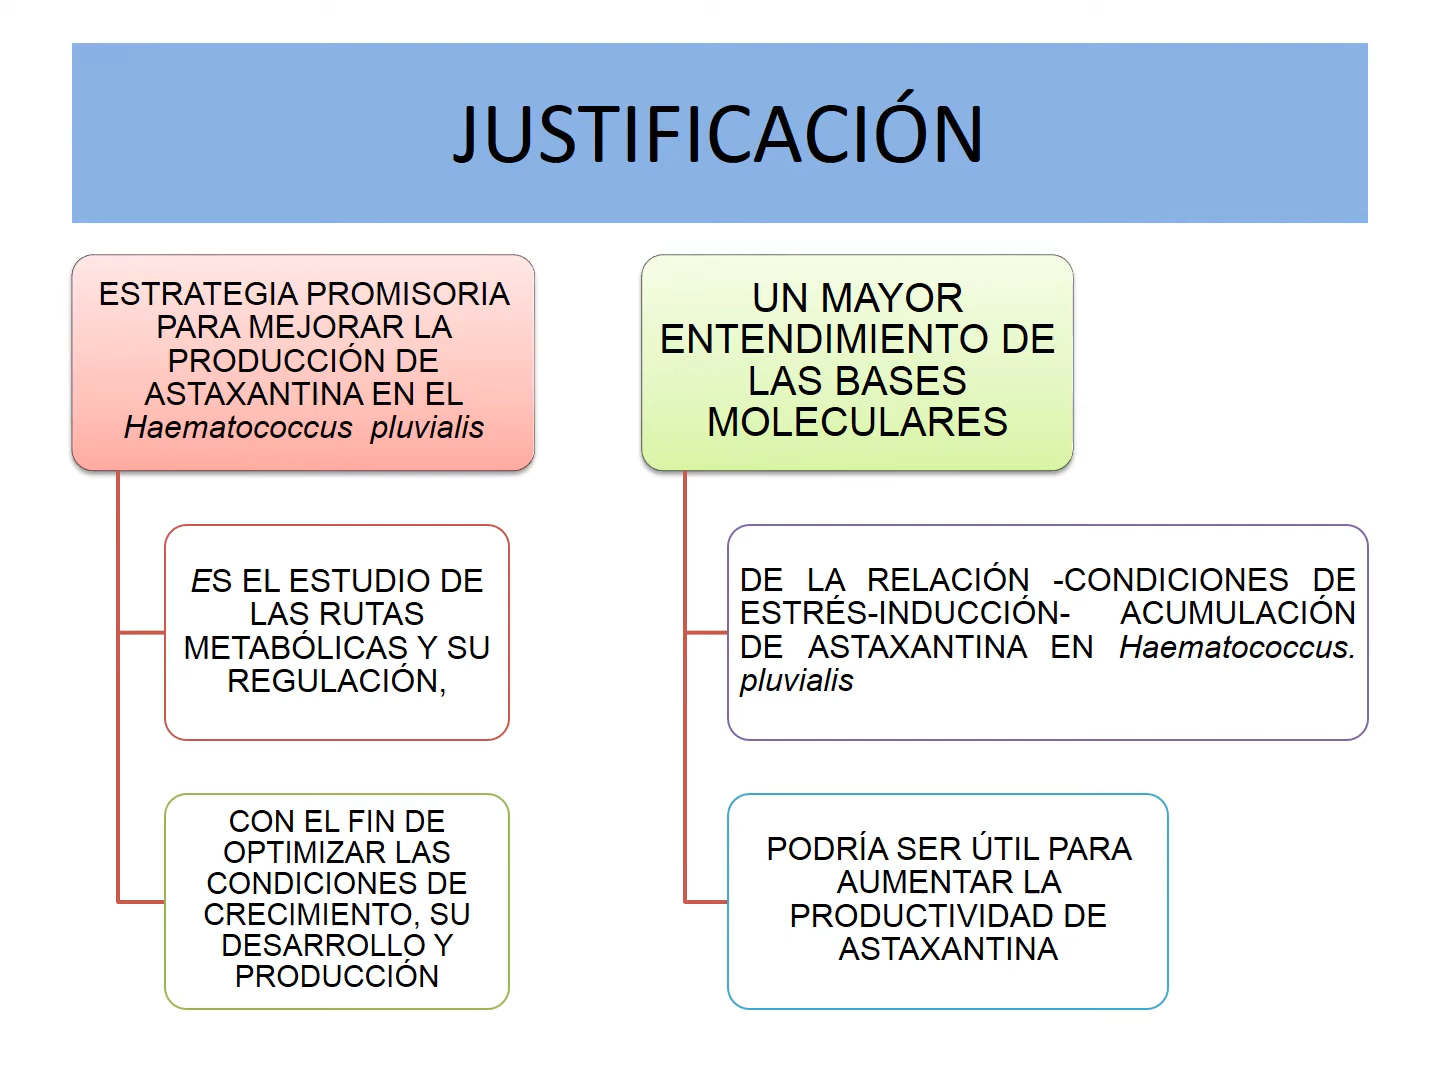 JUSTIFICACIÓN
ESTRATEGIA PROMISORIA
PARA MEJORAR LA
PRODUCCIÓN DE
ASTAXANTINA EN EL
Haematococcus pluvialis
ES EL ESTUDIO DE
LAS RUTAS
METABÓLICAS Y SU
REGULACIÓN,
CON EL FIN DE
OPTIMIZAR LAS
CONDICIONES DE
CRECIMIENTO, SU
DESARROLLO Y
PRODUCCIÓN
UN MAYOR
ENTENDIMIENTO DE
LAS BASES
MOLECULARES
DE LA RELACIÓN -CONDICIONES DE
ESTRÉS-INDUCCIÓN- ACUMULACIÓN
DE ASTAXANTINA EN Haematococcus.
pluvialis
PODRÍA SER ÚTIL PARA
AUMENTAR LA
PRODUCTIVIDAD DE
ASTAXANTINA